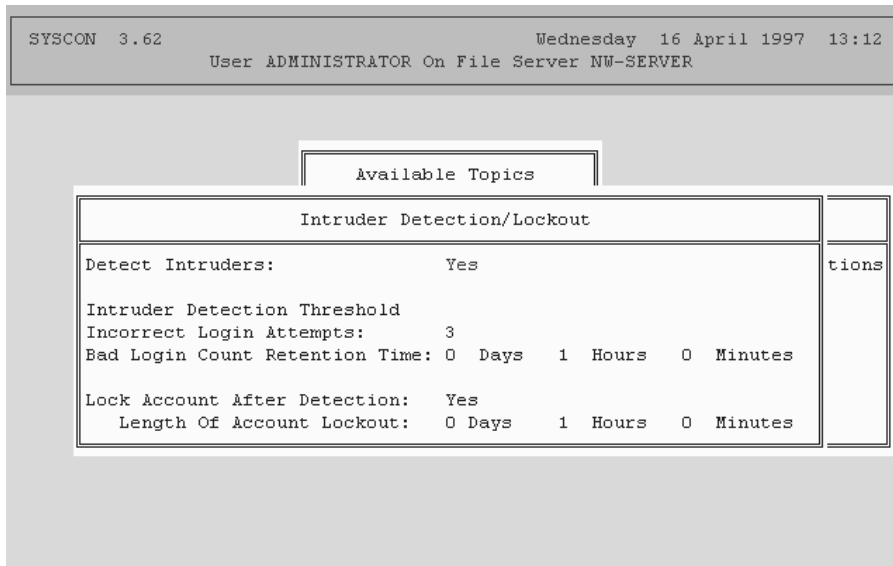 SYSCON 3.62 Wednesday 16 April 1997 13:12
User ADMINISTRATOR On File Server NW-SERVER
Available Topics
Intruder Detection/Lockout
Detect Intruders: Yes
tions
Intruder Detection Threshold
Incorrect Login Attempts: 3
Bad Login Count Retention Time: 0 Days 1 Hours 0 Minutes
Lock Account After Detection: Yes
Length Of Account Lockout: 0 Days 1 Hours 0 Minutes